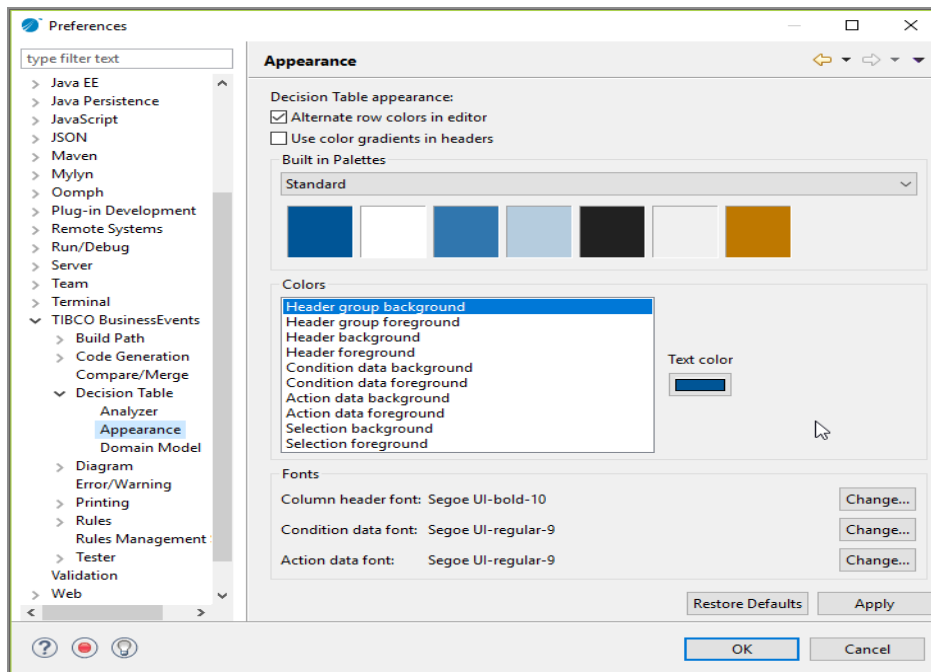 Preferences
type filter text
Java EE
Java Persistence
JavaScript
JSON
Maven
Mylyn
Oomph
Plug-in Development
Remote Systems
Run/Debug
Server
Team
Terminal
TIBCO BusinessEvents
Build Path
Code Generation
Compare/Merge
Decision Table
Analyzer
Appearance
Domain Model
Diagram
Error/Warning
Printing
Rules
Rules Management
Tester
Validation
Web
Appearance
Decision Table appearance:
Alternate row colors in editor
Use color gradients in headers
Built in Palettes
Standard
Colors
Header group background
Header group foreground
Header background
Header foreground
Condition data background
Condition data foreground
Action data background
Action data foreground
Selection background
Selection foreground
Text color
Fonts
Column header font: Segoe UI-bold-10 Change...
Condition data font: Segoe UI-regular-9 Change...
Action data font: Segoe UI-regular-9 Change...
Restore Defaults Apply
OK Cancel